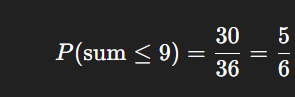 P(sum ≤ 9) = 30/36 = 5/6